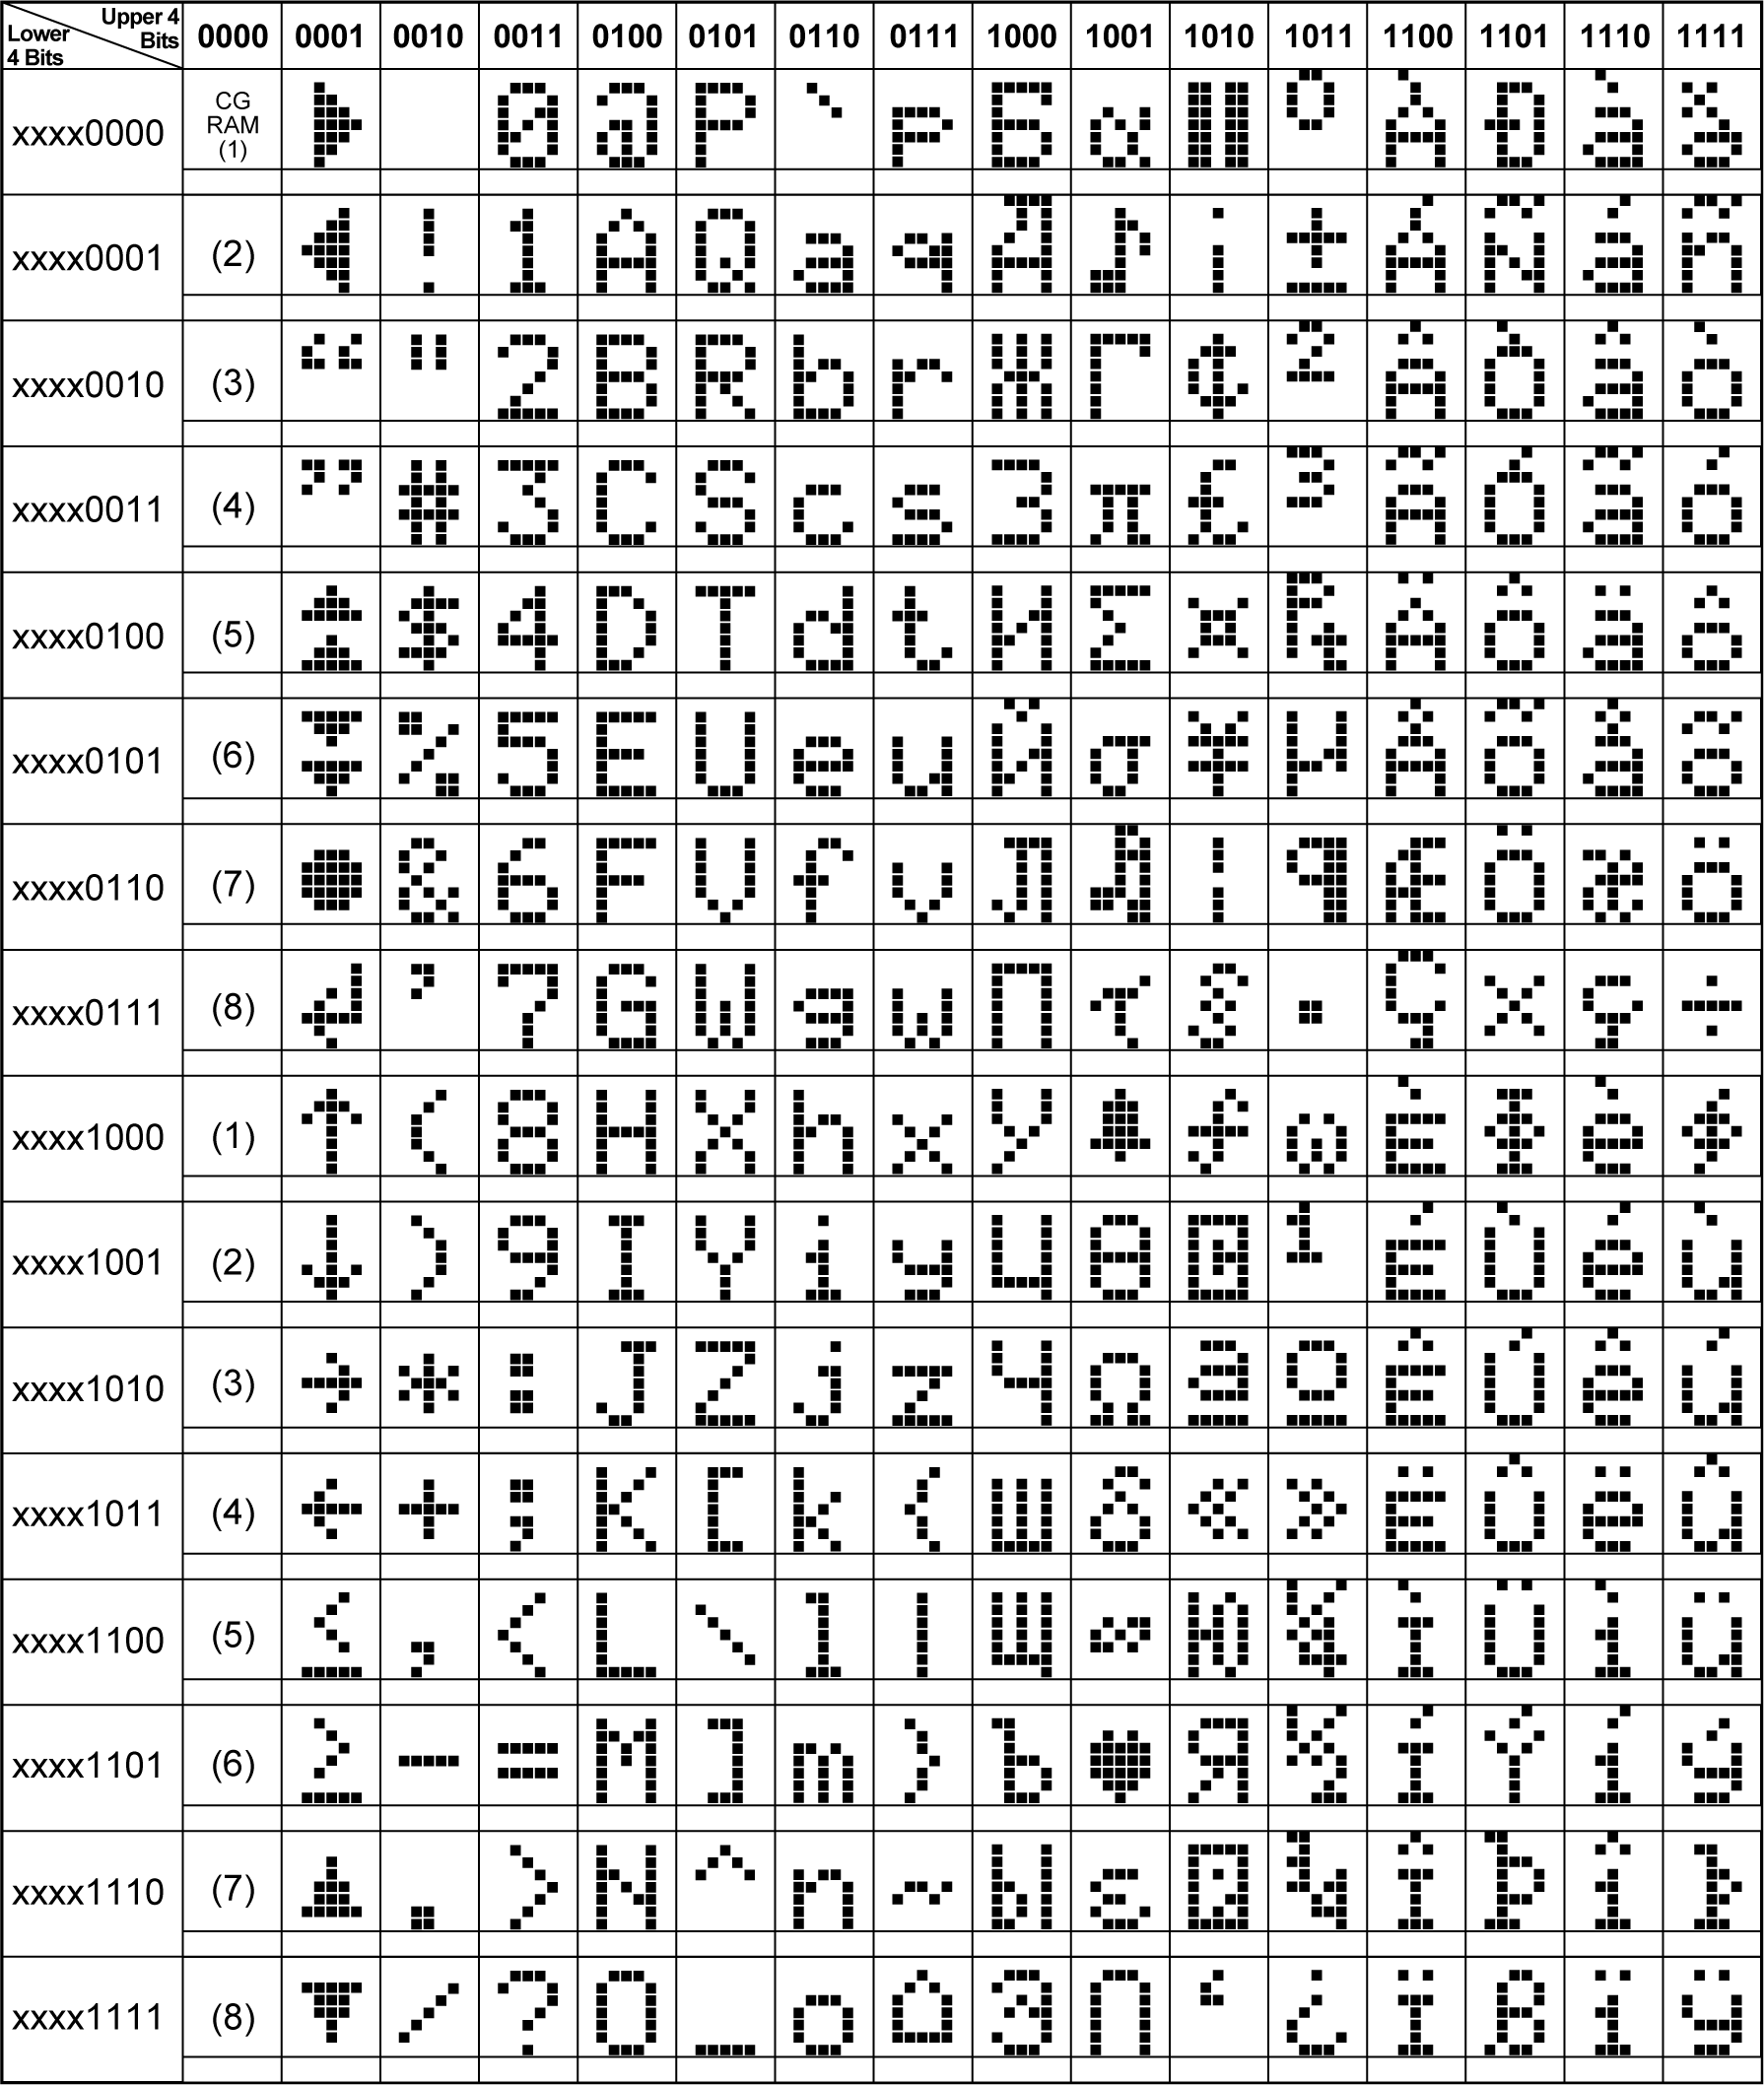 Upper 4 Bits
Lower 4 Bits
0000 0001 0010 0011 0100 0101 0110 0111 1000 1001 1010 1011 1100 1101 1110 1111
xxxx0000 CG RAM (1) ▶ 0 @ P ` p Б α ° À Ð à ð
xxxx0001 (2) ◀ ! 1 A Q a q Д ♪ ¡ ± Á Ñ á ñ
xxxx0010 (3) “ " 2 B R b r Ж Γ ¢ ² Â Ò â ò
xxxx0011 (4) ” # 3 C S c s З π £ ³ Ã Ó ã ó
xxxx0100 (5) ⏫ $ 4 D T d t И Σ ¤ ₧ Ä Ô ä ô
xxxx0101 (6) ⏬ % 5 E U e u Й σ ¥ µ Å Õ å õ
xxxx0110 (7) ● & 6 F V f v Л ♬ ¦ ¶ Æ Ö æ ö
xxxx0111 (8) ↵ ' 7 G W g w П τ § · Ç × ç ÷
xxxx1000 (1) ↑ ( 8 H X h x У 🔔 ƒ ω È Φ è ø
xxxx1001 (2) ↓ ) 9 I Y i y Ц θ © ¹ É Ù é ù
xxxx1010 (3) → * : J Z j z Ч Ω ª º Ê Ú ê ú
xxxx1011 (4) ← + ; K [ k { Ш δ « » Ë Û ë û
xxxx1100 (5) ≤ , < L \ l | Щ ∞ Ю ¼ Ì Ü ì ü
xxxx1101 (6) ≥ - = M ] m } Ъ ♥ Я ½ Í Ý í ý
xxxx1110 (7) ▲ . > N ^ n ~ Ы ε ® ¾ Î Þ î þ
xxxx1111 (8) ▼ / ? O _ o ⌂ Э ∩ ‘ ¿ Ï ß ï ÿ